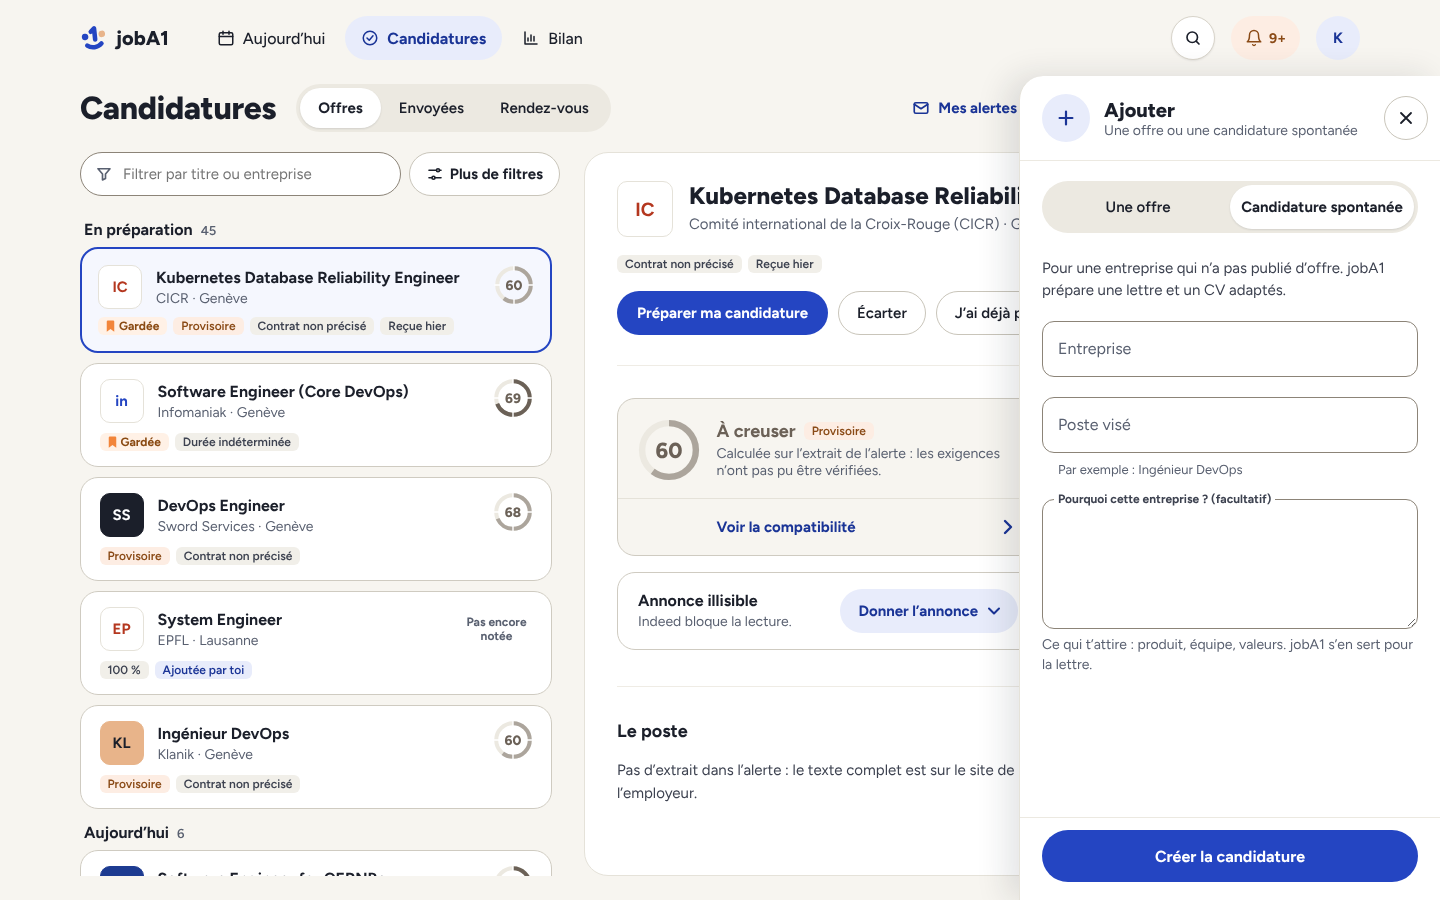 jobA1
Aujourd’hui
Candidatures
Bilan
9+
K
Candidatures
Offres
Envoyées
Rendez-vous
Mes alertes
Filtrer par titre ou entreprise
Plus de filtres
En préparation 45
IC
Kubernetes Database Reliability Engineer
CICR · Genève
60
Gardée
Provisoire
Contrat non précisé
Reçue hier
in
Software Engineer (Core DevOps)
Infomaniak · Genève
69
Gardée
Durée indéterminée
SS
DevOps Engineer
Sword Services · Genève
68
Provisoire
Contrat non précisé
EP
System Engineer
EPFL · Lausanne
Pas encore
notée
100 %
Ajoutée par toi
KL
Ingénieur DevOps
Klanik · Genève
60
Provisoire
Contrat non précisé
Aujourd’hui 6
IC
Kubernetes Database Reliabili
Comité international de la Croix-Rouge (CICR) · G
Contrat non précisé
Reçue hier
Préparer ma candidature
Écarter
J’ai déjà p
60
À creuser
Provisoire
Calculée sur l’extrait de l’alerte : les exigences
n’ont pas pu être vérifiées.
Voir la compatibilité
Annonce illisible
Indeed bloque la lecture.
Donner l’annonce
Le poste
Pas d’extrait dans l’alerte : le texte complet est sur le site de
l’employeur.
Ajouter
Une offre ou une candidature spontanée
Une offre
Candidature spontanée
Pour une entreprise qui n’a pas publié d’offre. jobA1
prépare une lettre et un CV adaptés.
Entreprise
Poste visé
Par exemple : Ingénieur DevOps
Pourquoi cette entreprise ? (facultatif)
Ce qui t’attire : produit, équipe, valeurs. jobA1 s’en sert pour
la lettre.
Créer la candidature